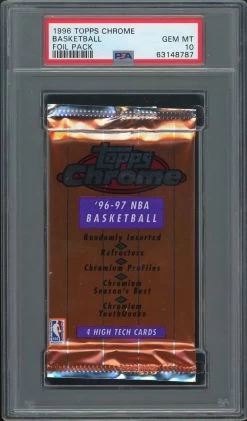 1996 TOPPS CHROME
BASKETBALL GEM MT
FOIL PACK 10
PSA 63148787
Topps
Chrome
'96-97 NBA
BASKETBALL
Randomly Inserted
Refractors
Chromium Profiles
Chromium
Season's Best
Chromium
YouthQuake
NBA
4 HIGH TECH CARDS